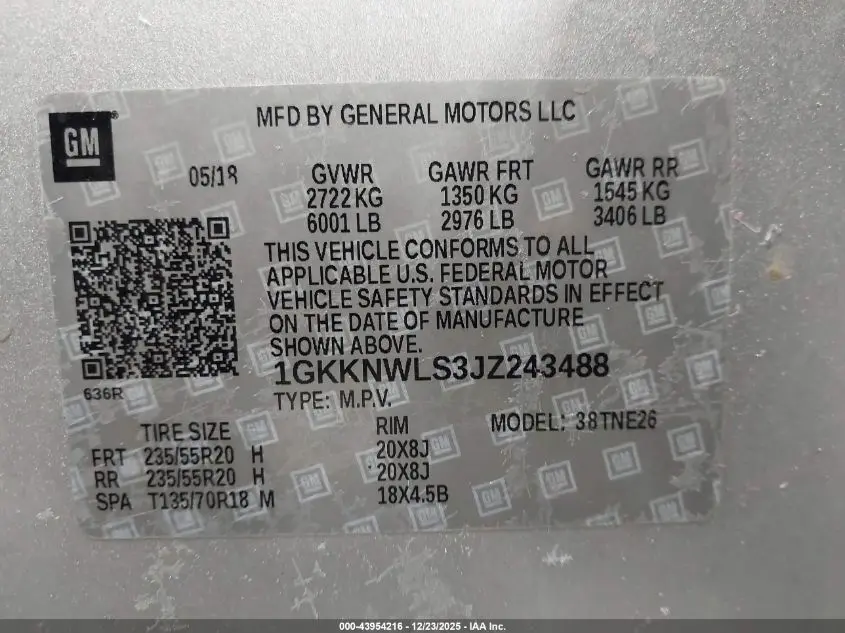 MFD BY GENERAL MOTORS LLC
GM
05/18 GVWR GAWR FRT GAWR RR
2722 KG 1350 KG 1545 KG
6001 LB 2976 LB 3406 LB
THIS VEHICLE CONFORMS TO ALL
APPLICABLE U.S. FEDERAL MOTOR
VEHICLE SAFETY STANDARDS IN EFFECT
ON THE DATE OF MANUFACTURE
SHOWN ABOVE.
1GKKNWLS3JZ243488
636R
TYPE: M.P.V.
TIRE SIZE RIM MODEL: 38TNE26
FRT 235/55R20 H 20X8J
RR 235/55R20 H 20X8J
SPA T135/70R18 M 18X4.5B
000-43954216 - 12/23/2025 - IAA Inc.